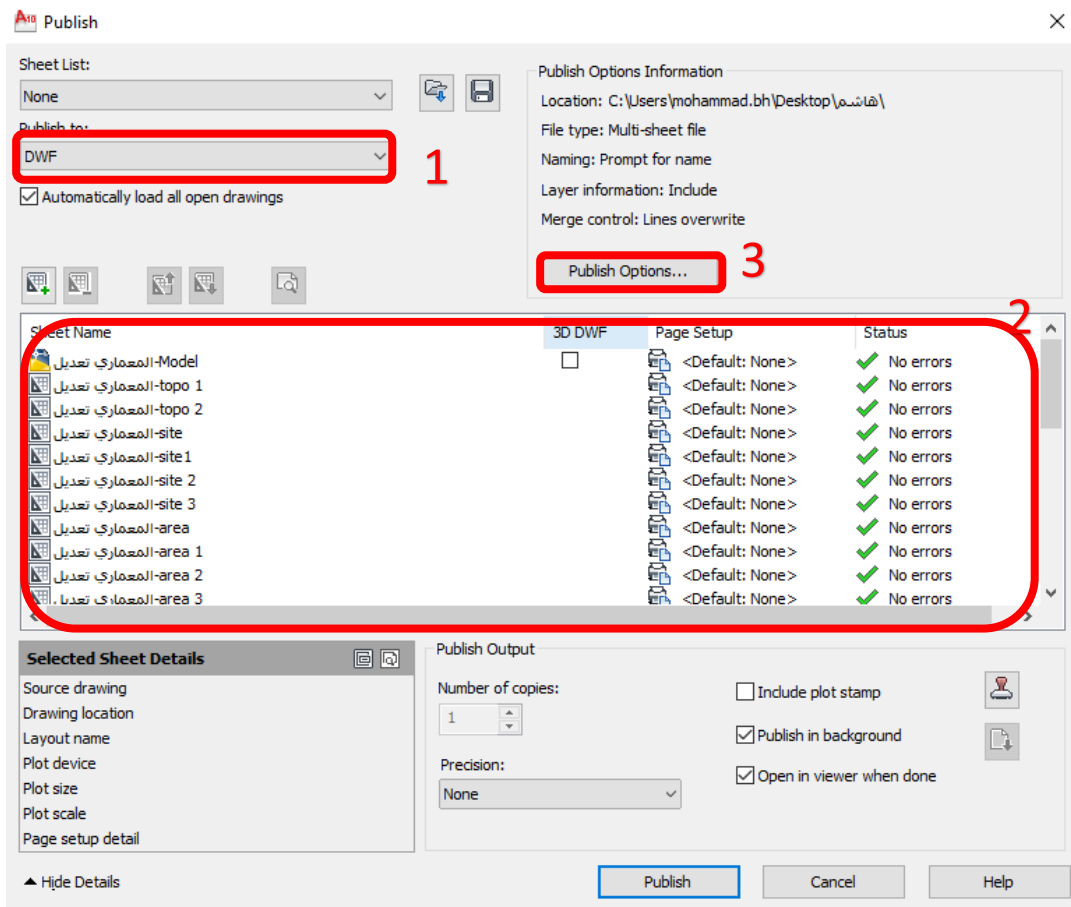 A10 Publish
Sheet List:
None
Publish to:
DWF
1
Automatically load all open drawings
Publish Options Information
Location: C:\Users\mohammad.bh\Desktop\هاشم\
File type: Multi-sheet file
Naming: Prompt for name
Layer information: Include
Merge control: Lines overwrite
Publish Options...
3
2
Sheet Name 3D DWF Page Setup Status
المعماري تعديل-Model <Default: None> No errors
المعماري تعديل-topo 1 <Default: None> No errors
المعماري تعديل-topo 2 <Default: None> No errors
المعماري تعديل-site <Default: None> No errors
المعماري تعديل-site1 <Default: None> No errors
المعماري تعديل-site 2 <Default: None> No errors
المعماري تعديل-site 3 <Default: None> No errors
المعماري تعديل-area <Default: None> No errors
المعماري تعديل-area 1 <Default: None> No errors
المعماري تعديل-area 2 <Default: None> No errors
المعماري تعديل-area 3 <Default: None> No errors
Selected Sheet Details
Source drawing
Drawing location
Layout name
Plot device
Plot size
Plot scale
Page setup detail
Publish Output
Number of copies:
1
Precision:
None
Include plot stamp
Publish in background
Open in viewer when done
Hide Details
Publish
Cancel
Help